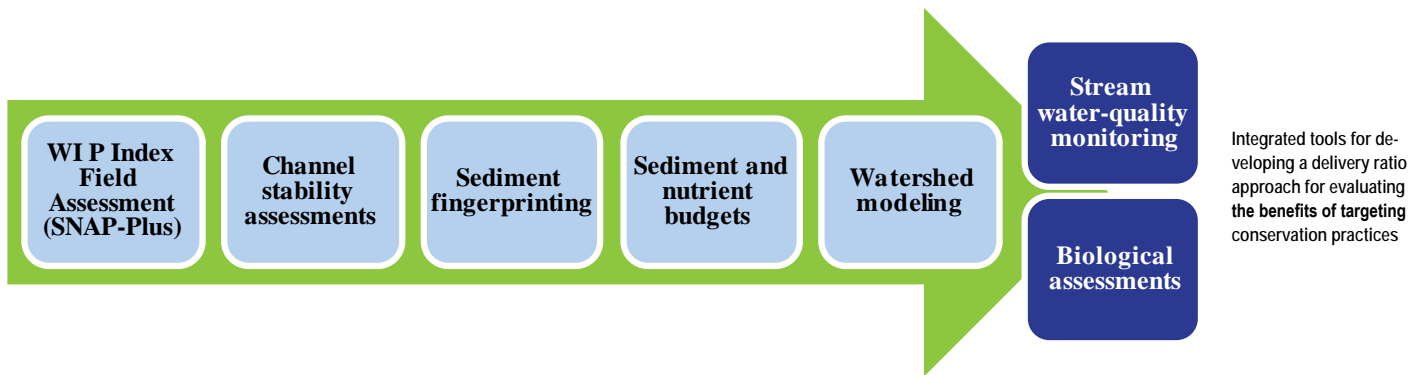 WI P Index
Field
Assessment
(SNAP-Plus)
Channel
stability
assessments
Sediment
fingerprinting
Sediment and
nutrient
budgets
Watershed
modeling
Stream
water-quality
monitoring
Biological
assessments
Integrated tools for de-
veloping a delivery ratio
approach for evaluating
the benefits of targeting
conservation practices